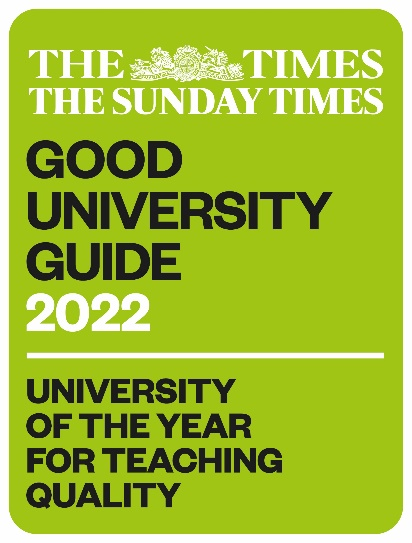 THE TIMES
THE SUNDAY TIMES
GOOD
UNIVERSITY
GUIDE
2022
UNIVERSITY
OF THE YEAR
FOR TEACHING
QUALITY